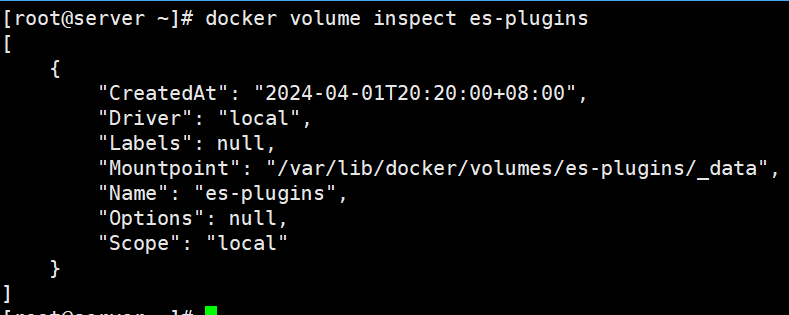 [root@server ~]# docker volume inspect es-plugins
[
    {
        "CreatedAt": "2024-04-01T20:20:00+08:00",
        "Driver": "local",
        "Labels": null,
        "Mountpoint": "/var/lib/docker/volumes/es-plugins/_data",
        "Name": "es-plugins",
        "Options": null,
        "Scope": "local"
    }
]
[root@server ~]#